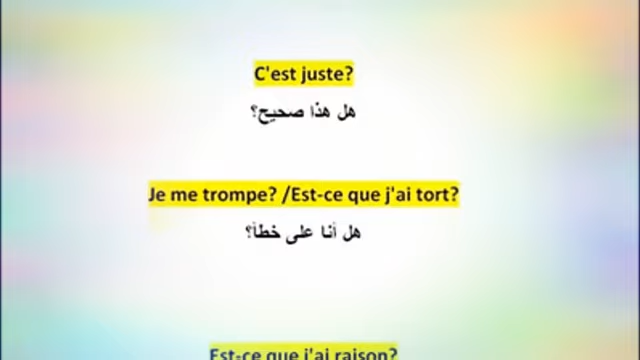 C'est juste?
هل هذا صحيح؟
Je me trompe? /Est-ce que j'ai tort?
هل أنا على خطأ؟
Est-ce que j'ai raison?